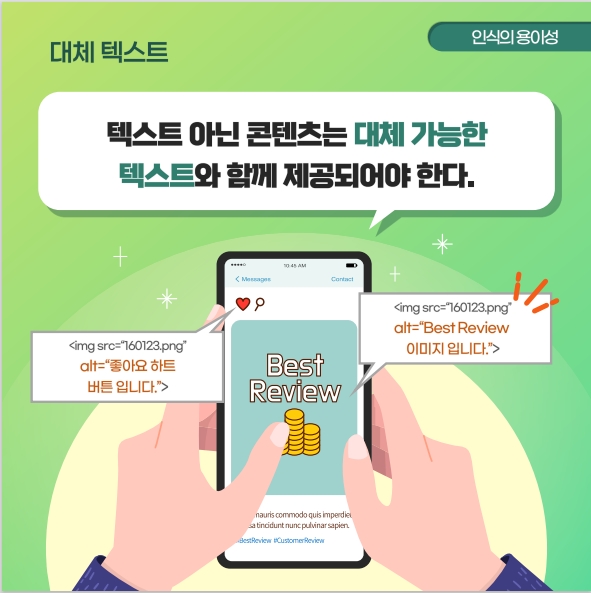 대체 텍스트
인식의 용이성
텍스트 아닌 콘텐츠는 대체 가능한
텍스트와 함께 제공되어야 한다.
10:45 AM
Messages
Contact
<img src="160123.png"
alt="좋아요 하트
버튼 입니다.">
<img src="160123.png"
alt="Best Review
이미지 입니다.">
Best
Review
mauris commodo quis imperdiet
tincidunt nunc pulvinar sapien.
BestReview #CustomerReview